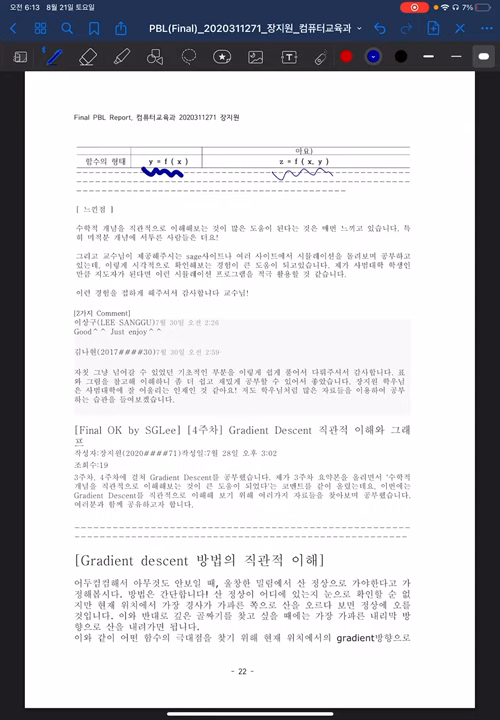 오전 6:13 8월 21일 토요일
7%
PBL(Final)_2020311271_장지원_컴퓨터교육과
Final PBL Report, 컴퓨터교육과 2020311271 장지원
아요)
함수의 형태 y = f ( x ) z = f ( x, y )
[ 느낀점 ]
수학적 개념을 직관적으로 이해해보는 것이 많은 도움이 된다는 것은 매번 느끼고 있습니다. 특
히 미적분 개념에 서투른 사람들은 더요!
그리고 교수님이 제공해주시는 sage사이트나 여러 사이트에서 시뮬레이션을 돌려보며 공부하고
있는데, 이렇게 시각적으로 확인해보는 경험이 큰 도움이 되고있습니다. 제가 사범대학 학생인
만큼 지도자가 된다면 이런 시뮬레이션 프로그램을 적극 활용할 것 같습니다.
이런 경험을 접하게 해주셔서 감사합니다 교수님!
[2가지 Comment]
이상구(LEE SANGGU)7월 30일 오전 2:26
Good^^ Just enjoy^^
김나현(2017####30)7월 30일 오전 2:59
자칫 그냥 넘어갈 수 있었던 기초적인 부분을 이렇게 쉽게 풀어서 다뤄주셔서 감사합니다. 표
와 그림을 참고해 이해하니 좀 더 쉽고 재밌게 공부할 수 있어서 좋았습니다. 장지원 학우님
은 사범대학에 잘 어울리는 인재인 것 같아요! 저도 학우님처럼 많은 자료들을 이용하여 공부
하는 습관을 들여보겠습니다.
[Final OK by SGLee] [4주차] Gradient Descent 직관적 이해와 그래
프
작성자:장지원(2020####71)작성일:7월 28일 오후 3:02
조회수:19
3주차, 4주차에 걸쳐 Gradient Descent를 공부했습니다. 제가 3주차 요약본을 올리면서 '수학적
개념을 직관적으로 이해해보는 것이 큰 도움이 되었다'는 코멘트를 같이 올렸는데요, 이번에는
Gradient Descent를 직관적으로 이해해 보기 위해 여러가지 자료들을 찾아보며 공부했습니다.
여러분과 함께 공유하고자 합니다.
[Gradient descent 방법의 직관적 이해]
어두컴컴해서 아무것도 안보일 때, 울창한 밀림에서 산 정상으로 가야한다고 가
정해봅시다. 방법은 간단합니다! 산 정상이 어디에 있는지 눈으로 확인할 순 없
지만 현재 위치에서 가장 경사가 가파른 쪽으로 산을 오르다 보면 정상에 오를
것입니다. 이와 반대로 깊은 골짜기를 찾고 싶을 때에는 가장 가파른 내리막 방
향으로 산을 내려가면 됩니다.
이와 같이 어떤 함수의 극대점을 찾기 위해 현재 위치에서의 gradient방향으로
- 22 -